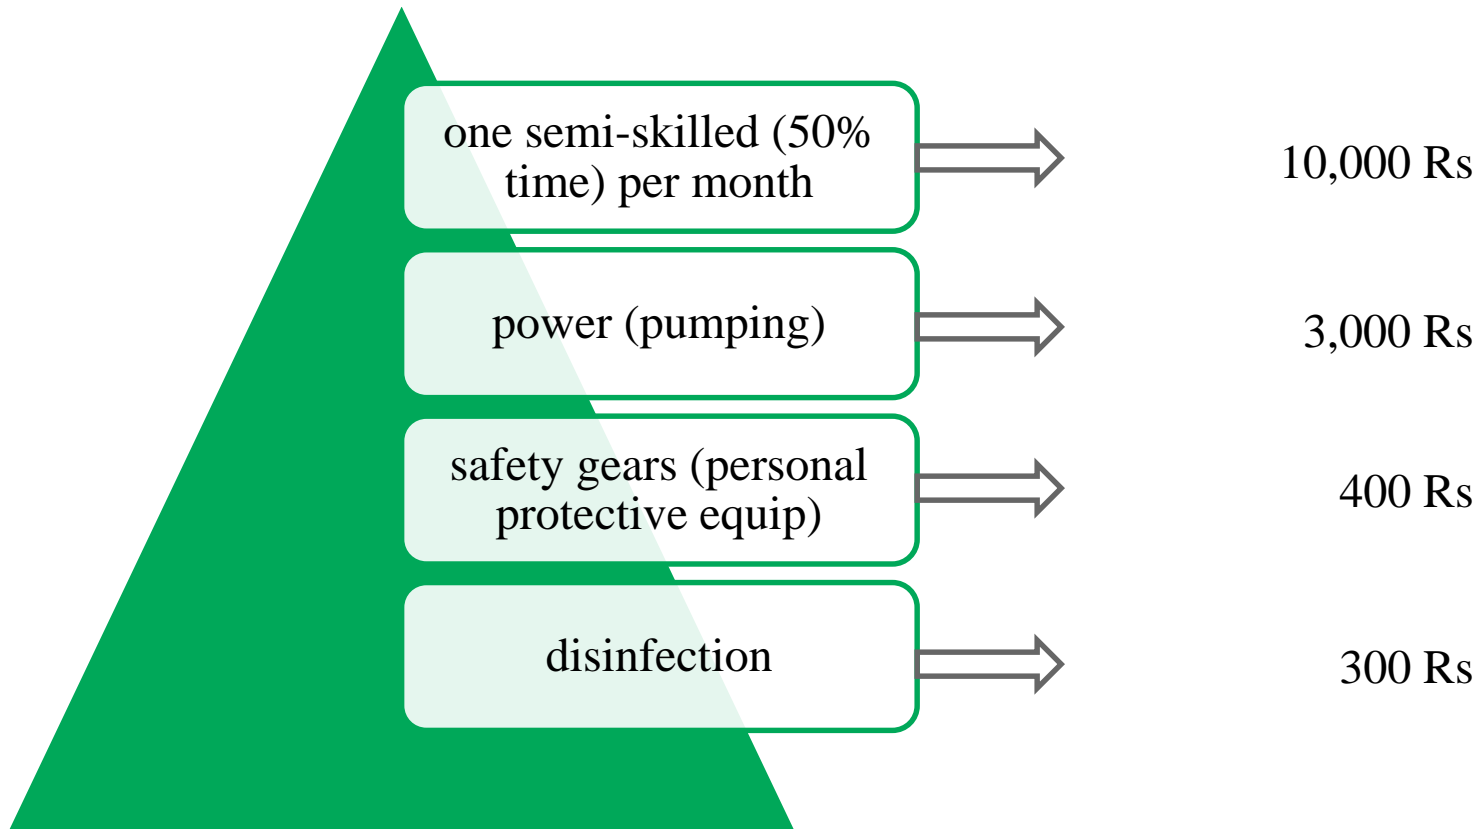 one semi-skilled (50%
time) per month
10,000 Rs
power (pumping)
3,000 Rs
safety gears (personal
protective equip)
400 Rs
disinfection
300 Rs